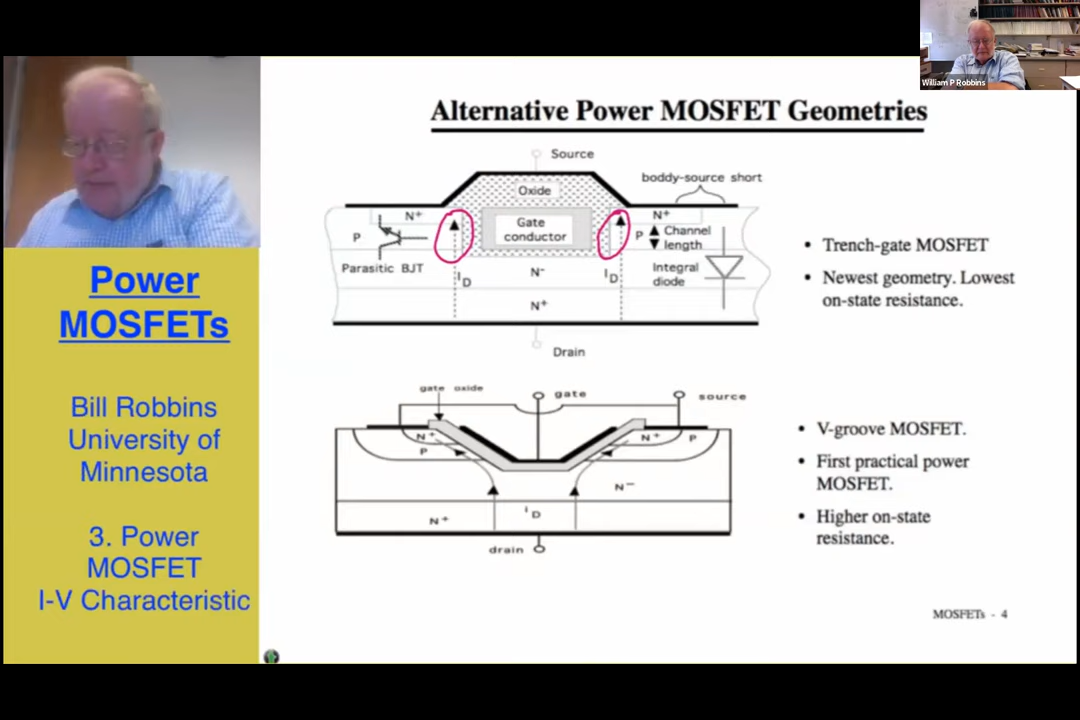 William P Robbins
Power
MOSFETs
Bill Robbins
University of
Minnesota
3. Power
MOSFET
I-V Characteristic
Alternative Power MOSFET Geometries
Source
boddy-source short
Oxide
N+
Gate
conductor
N+
P
P
Channel
length
Parasitic BJT
ID
N-
ID
Integral
diode
N+
Drain
• Trench-gate MOSFET
• Newest geometry. Lowest
on-state resistance.
gate oxide
gate
source
N+
P
N+
P
N-
iD
N+
drain
• V-groove MOSFET.
• First practical power
MOSFET.
• Higher on-state
resistance.
MOSFETs - 4